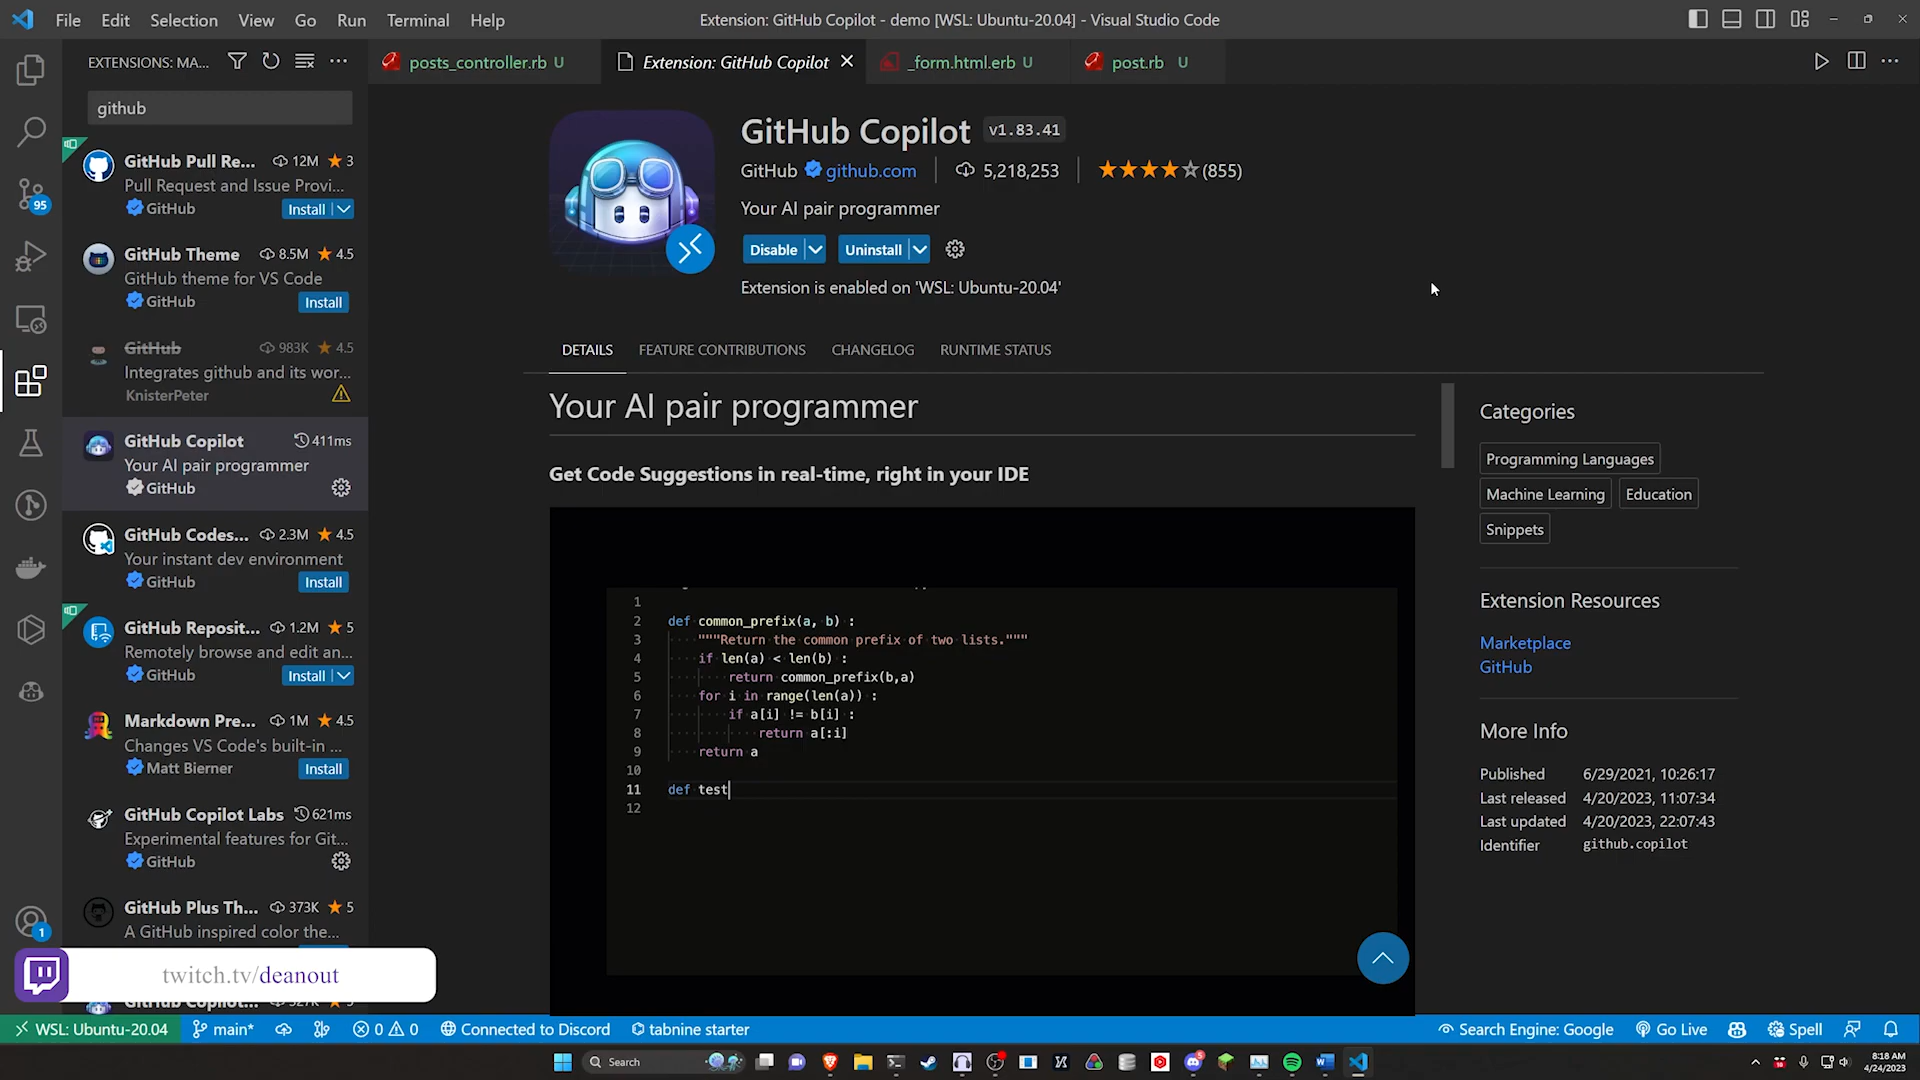 File Edit Selection View Go Run Terminal Help
Extension: GitHub Copilot - demo [WSL: Ubuntu-20.04] - Visual Studio Code
EXTENSIONS: MA...
posts_controller.rb U
Extension: GitHub Copilot
_form.html.erb U
post.rb U
github
GitHub Pull Re... 12M 3
Pull Request and Issue Provi...
GitHub Install
GitHub Theme 8.5M 4.5
GitHub theme for VS Code
GitHub Install
GitHub 983K 4.5
Integrates github and its wor...
KnisterPeter
GitHub Copilot 411ms
Your AI pair programmer
GitHub
GitHub Codes... 2.3M 4.5
Your instant dev environment
GitHub Install
GitHub Reposit... 1.2M 5
Remotely browse and edit an...
GitHub Install
Markdown Pre... 1M 4.5
Changes VS Code's built-in ...
Matt Bierner Install
GitHub Copilot Labs 621ms
Experimental features for Git...
GitHub
GitHub Plus Th... 373K 5
A GitHub inspired color the...
95
1
twitch.tv/deanout
GitHub Copilot v1.83.41
GitHub github.com 5,218,253 (855)
Your AI pair programmer
Disable Uninstall
Extension is enabled on 'WSL: Ubuntu-20.04'
DETAILS FEATURE CONTRIBUTIONS CHANGELOG RUNTIME STATUS
Your AI pair programmer
Get Code Suggestions in real-time, right in your IDE
1
2 def common_prefix(a, b) :
3 """Return the common prefix of two lists."""
4 if len(a) < len(b) :
5 return common_prefix(b,a)
6 for i in range(len(a)) :
7 if a[i] != b[i] :
8 return a[:i]
9 return a
10
11 def test
12
Categories
Programming Languages
Machine Learning Education
Snippets
Extension Resources
Marketplace
GitHub
More Info
Published 6/29/2021, 10:26:17
Last released 4/20/2023, 11:07:34
Last updated 4/20/2023, 22:07:43
Identifier github.copilot
WSL: Ubuntu-20.04 main* 0 0 Connected to Discord tabnine starter Search Engine: Google Go Live Spell
Search
8:18 AM
4/24/2023